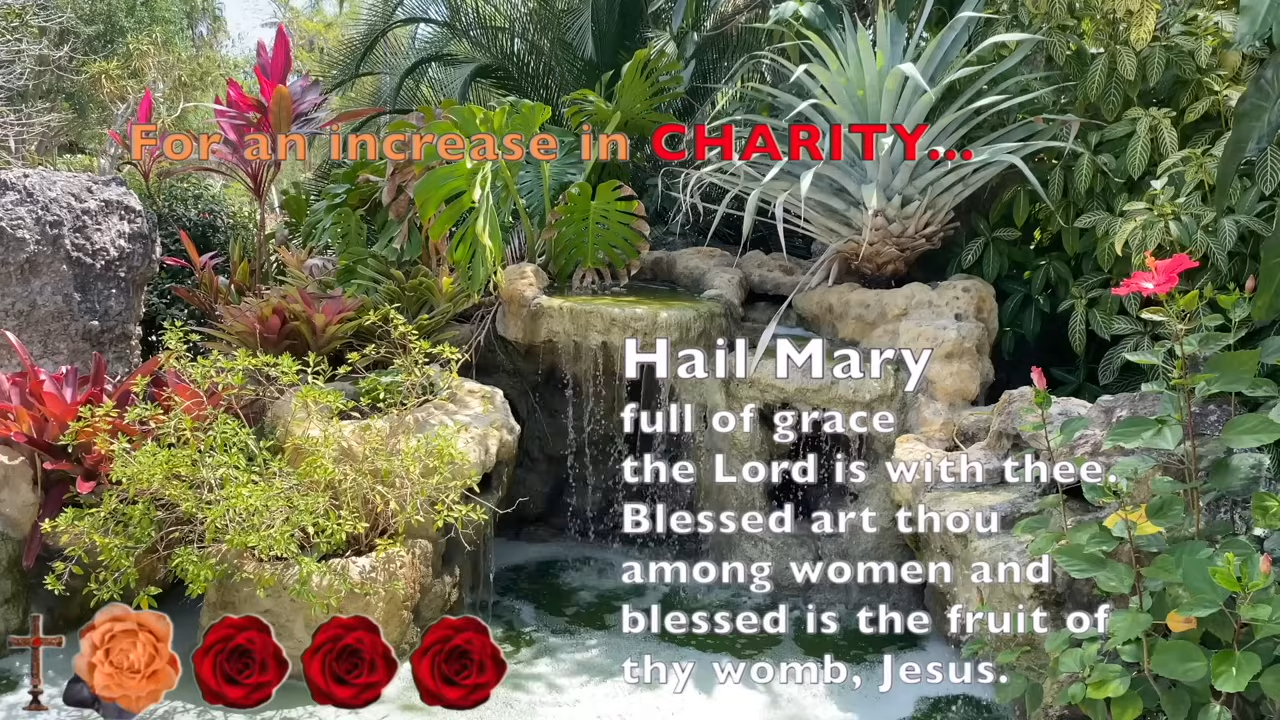 For an increase in CHARITY...
Hail Mary
full of grace
the Lord is with thee.
Blessed art thou
among women and
blessed is the fruit of
thy womb, Jesus.